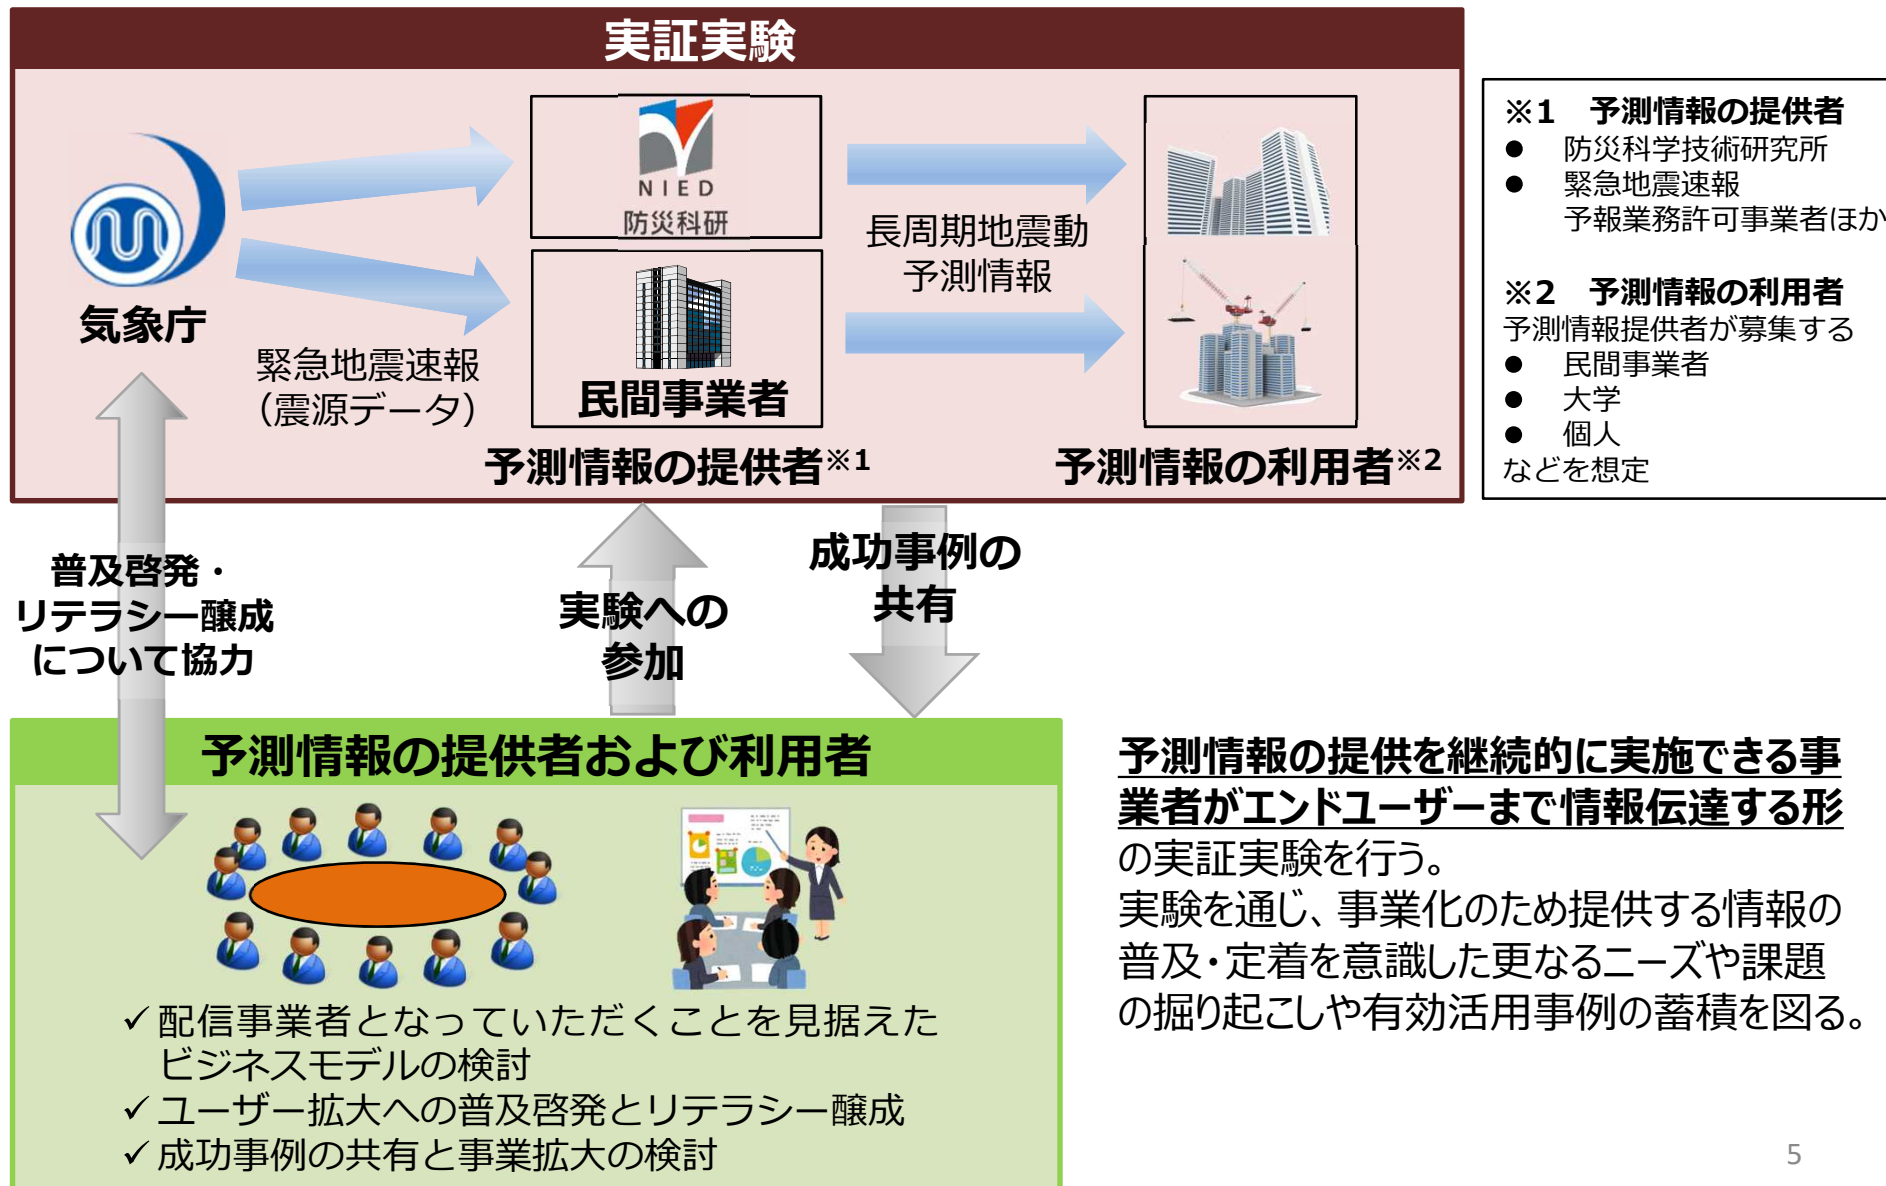 実証実験
NIED
防災科研
気象庁
緊急地震速報
（震源データ）
民間事業者
長周期地震動
予測情報
予測情報の提供者※1
予測情報の利用者※2
※1　予測情報の提供者
● 防災科学技術研究所
● 緊急地震速報
予報業務許可事業者ほか
※2　予測情報の利用者
予測情報提供者が募集する
● 民間事業者
● 大学
● 個人
などを想定
普及啓発・
リテラシー醸成
について協力
実験への
参加
成功事例の
共有
予測情報の提供者および利用者
✓配信事業者となっていただくことを見据えた
ビジネスモデルの検討
✓ユーザー拡大への普及啓発とリテラシー醸成
✓成功事例の共有と事業拡大の検討
予測情報の提供を継続的に実施できる事
業者がエンドユーザーまで情報伝達する形
の実証実験を行う。
実験を通じ、事業化のため提供する情報の
普及・定着を意識した更なるニーズや課題
の掘り起こしや有効活用事例の蓄積を図る。
5